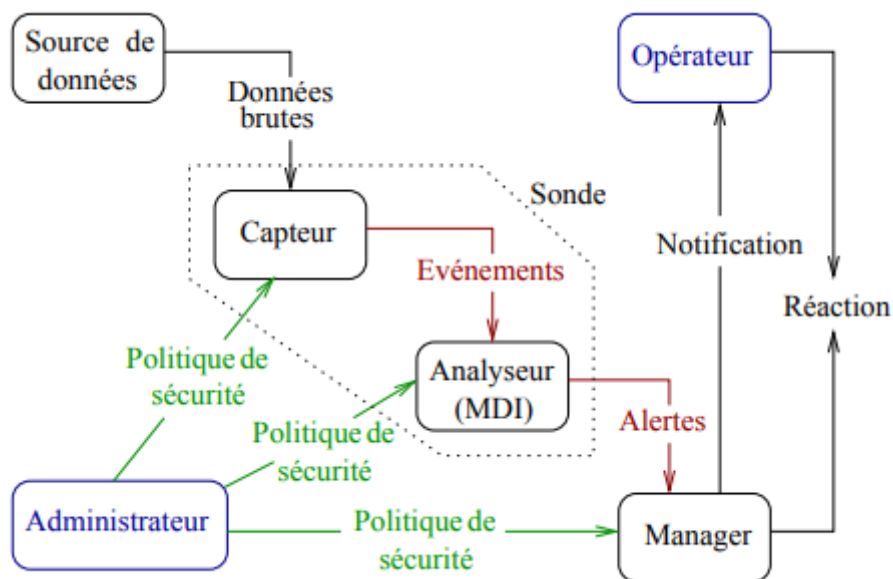 Source de
données
Opérateur
Données
brutes
Sonde
Capteur
Evénements
Notification
Réaction
Politique de
sécurité
Analyseur
(MDI)
Politique de
sécurité
Alertes
Administrateur
Politique de
sécurité
Manager